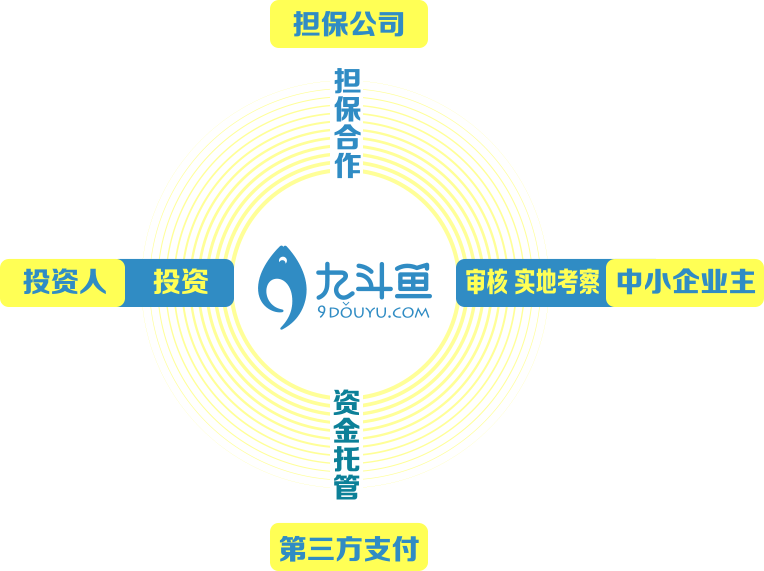 担保公司
担保合作
投资人
投资
九斗鱼
9DǑUYU.COM
审核 实地考察
中小企业主
资金托管
第三方支付